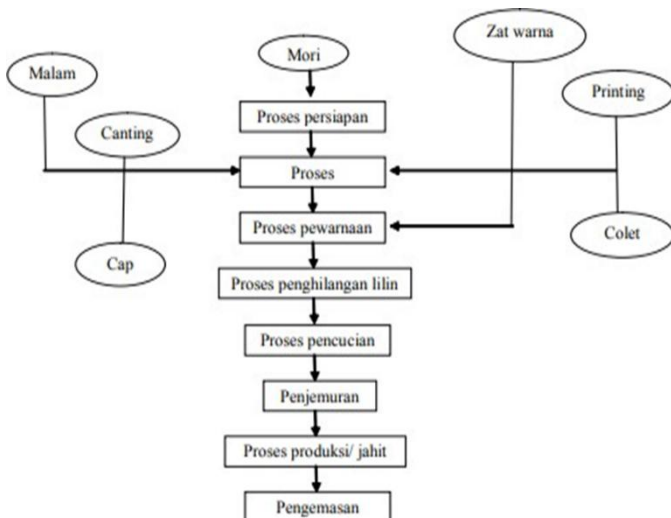 Zat warna
Mori
Malam
Printing
Proses persiapan
Canting
Proses
Proses pewarnaan
Colet
Cap
Proses penghilangan lilin
Proses pencucian
Penjemuran
Proses produksi/ jahit
Pengemasan